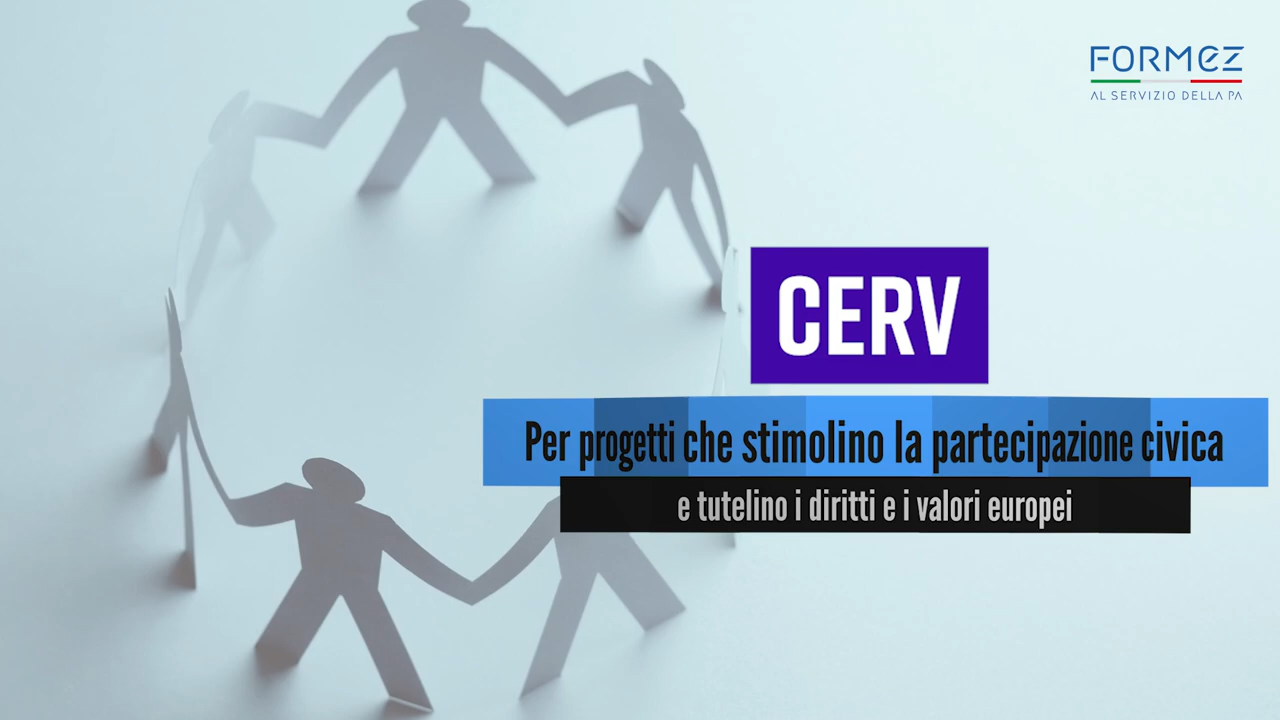 FORMEZ
AL SERVIZIO DELLA PA
CERV
Per progetti che stimolino la partecipazione civica
e tutelino i diritti e i valori europei